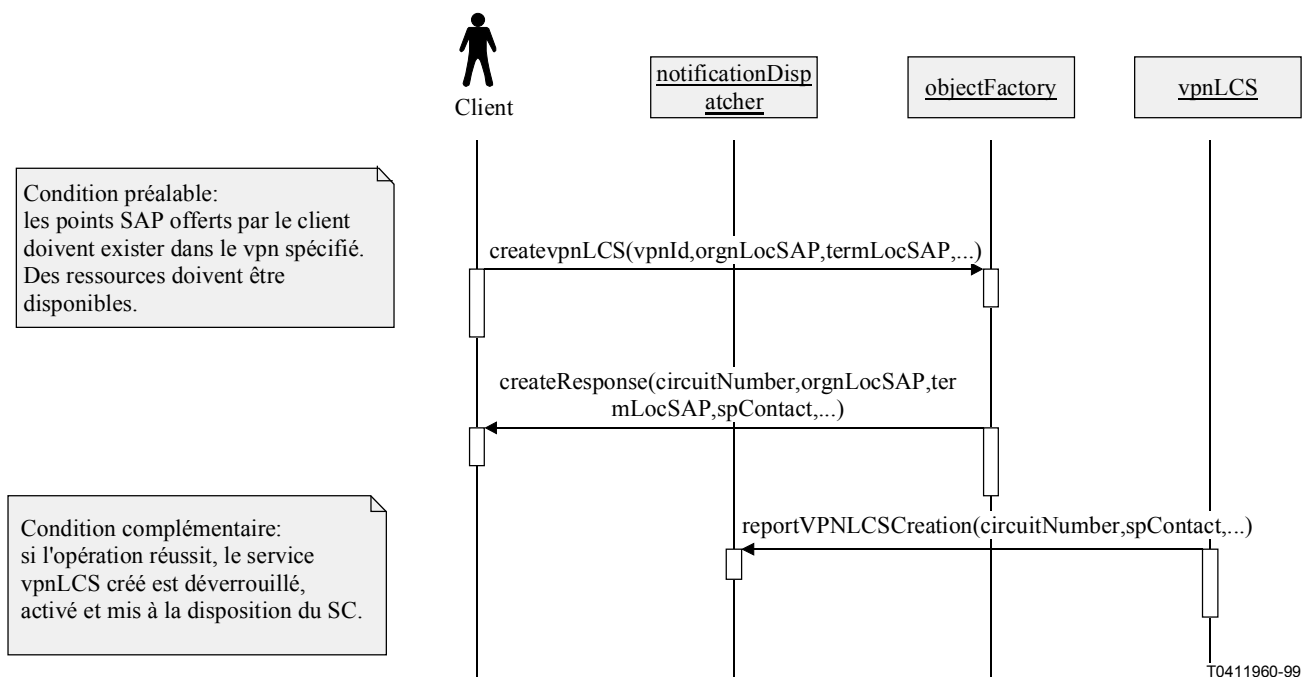 Client
notificationDisp
atcher
objectFactory
vpnLCS
Condition préalable:
les points SAP offerts par le client
doivent exister dans le vpn spécifié.
Des ressources doivent être
disponibles.
createvpnLCS(vpnId,orgnLocSAP,termLocSAP,...)
createResponse(circuitNumber,orgnLocSAP,ter
mLocSAP,spContact,...)
Condition complémentaire:
si l'opération réussit, le service
vpnLCS créé est déverrouillé,
activé et mis à la disposition du SC.
reportVPNLCSCreation(circuitNumber,spContact,...)
T0411960-99